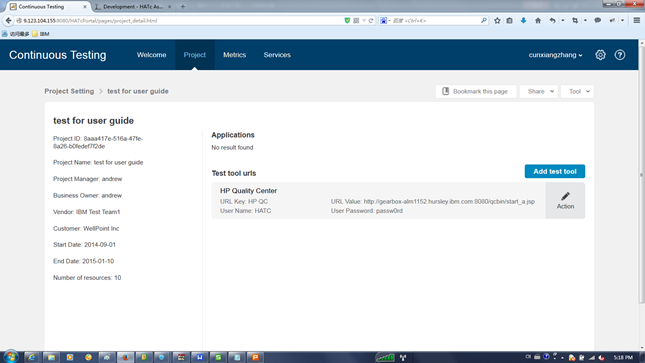 Continuous Testing
Development - HATc As...
9.123.104.155:8080/HATcPortal/pages/project_detail.html
百度 <Ctrl+K>
访问最多
IBM
Continuous Testing
Welcome
Project
Metrics
Services
cunxiangzhang
Project Setting > test for user guide
Bookmark this page
Share
Tool
test for user guide
Project ID: 8aaa417e-516a-47fe-
8a26-b0fedef7f2de
Project Name: test for user guide
Project Manager: andrew
Business Owner: andrew
Vendor: IBM Test Team1
Customer: WellPoint Inc
Start Date: 2014-09-01
End Date: 2015-01-10
Number of resources: 10
Applications
No result found
Test tool urls
Add test tool
HP Quality Center
URL Key: HP QC
URL Value: http://gearbox-alm1152.hursley.ibm.com:8080/qcbin/start_a.jsp
User Name: HATC
User Password: passw0rd
Action
CH
5:18 PM